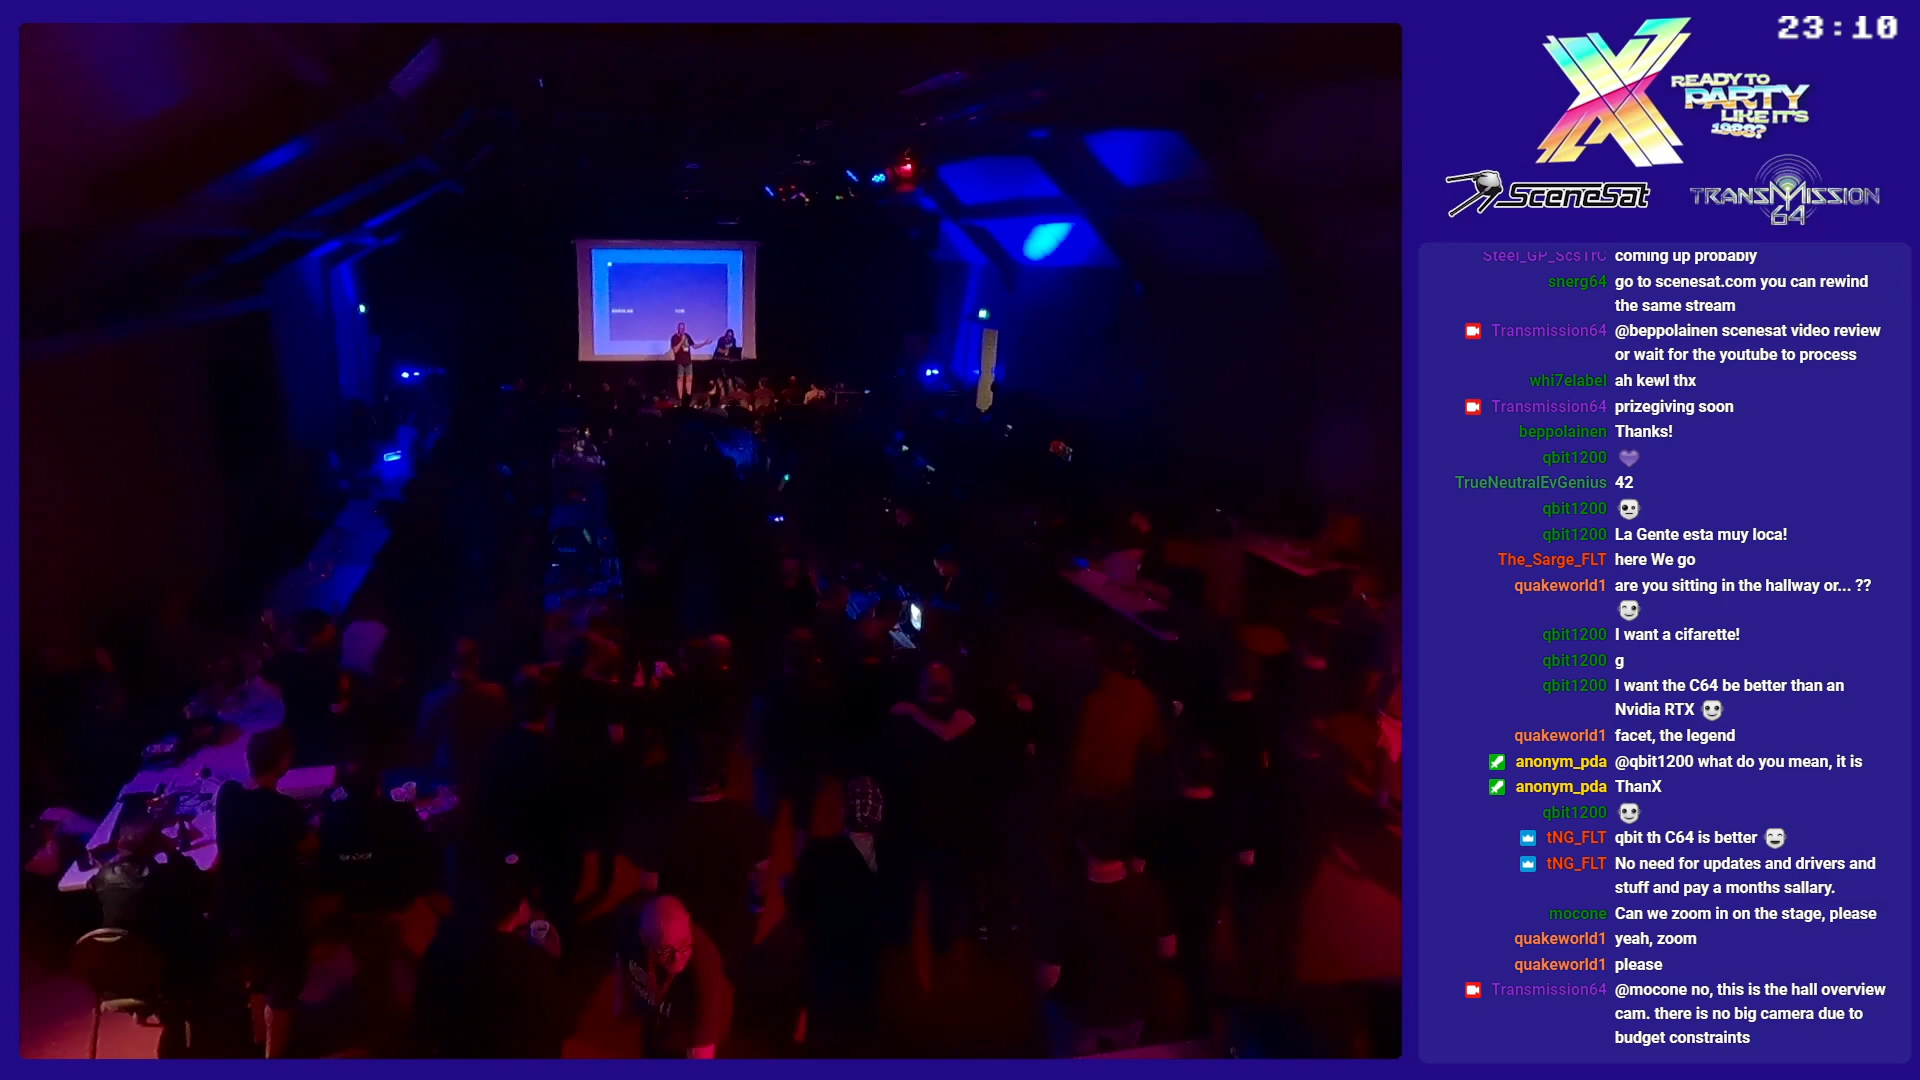 23:10
X
READY TO
PARTY
LIKE IT'S
1988?
SceneSat
TRANSMISSION
64
Steel_GP_ScsTrC coming up probably
snerg64 go to scenesat.com you can rewind
the same stream
Transmission64 @beppolainen scenesat video review
or wait for the youtube to process
whi7elabel ah kewl thx
Transmission64 prizegiving soon
beppolainen Thanks!
qbit1200
TrueNeutralEvGenius 42
qbit1200
qbit1200 La Gente esta muy loca!
The_Sarge_FLT here We go
quakeworld1 are you sitting in the hallway or... ??
qbit1200 I want a cifarette!
qbit1200 g
qbit1200 I want the C64 be better than an
Nvidia RTX
quakeworld1 facet, the legend
anonym_pda @qbit1200 what do you mean, it is
anonym_pda ThanX
qbit1200
tNG_FLT qbit th C64 is better
tNG_FLT No need for updates and drivers and
stuff and pay a months sallary.
mocone Can we zoom in on the stage, please
quakeworld1 yeah, zoom
quakeworld1 please
Transmission64 @mocone no, this is the hall overview
cam. there is no big camera due to
budget constraints